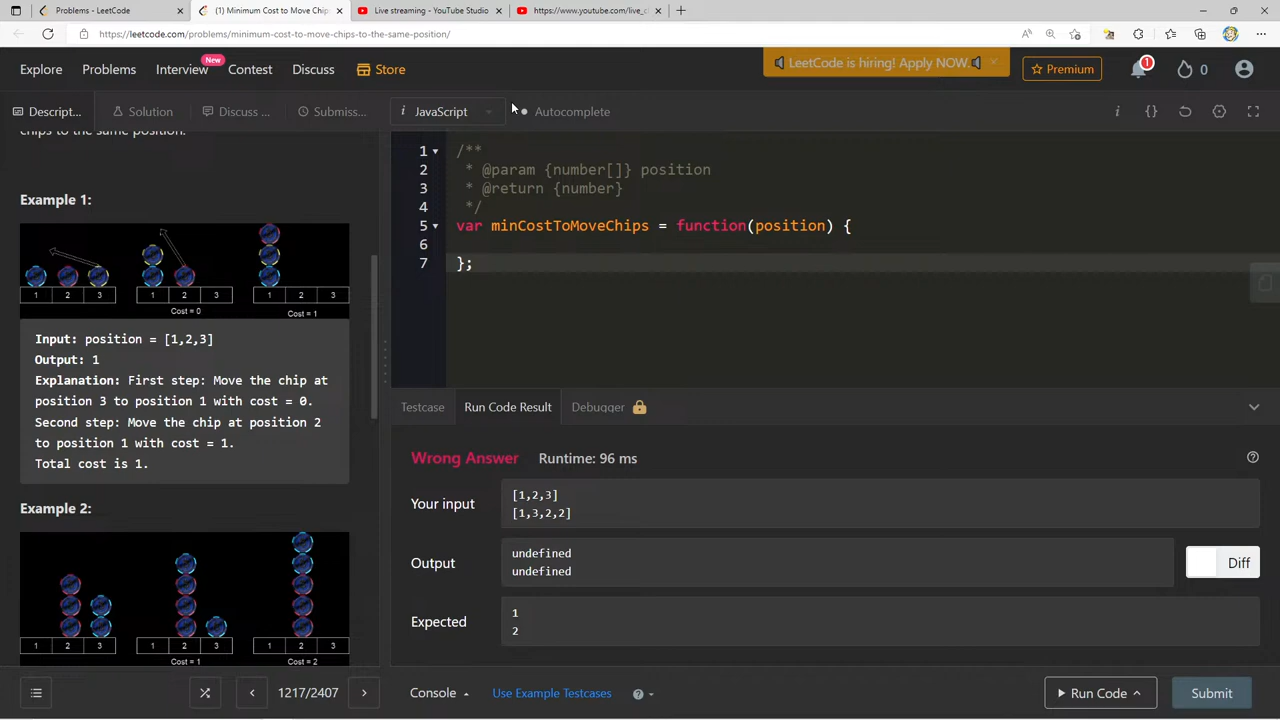 Problems - LeetCode
(1) Minimum Cost to Move Chip
Live streaming - YouTube Studio
https://www.youtube.com/live_c
https://leetcode.com/problems/minimum-cost-to-move-chips-to-the-same-position/
Explore
Problems
Interview
New
Contest
Discuss
Store
LeetCode is hiring! Apply NOW.
Premium
1
0
Descript...
Solution
Discuss ...
Submiss...
i JavaScript
Autocomplete
chips to the same position.
Example 1:
1 2 3
1 2 3
1 2 3
Cost = 0
Cost = 1
Input: position = [1,2,3]
Output: 1
Explanation: First step: Move the chip at
position 3 to position 1 with cost = 0.
Second step: Move the chip at position 2
to position 1 with cost = 1.
Total cost is 1.
Example 2:
1 2 3
1 2 3
1 2 3
Cost = 1
Cost = 2
1217/2407
1 /**
2 * @param {number[]} position
3 * @return {number}
4 */
5 var minCostToMoveChips = function(position) {
6
7 };
Testcase
Run Code Result
Debugger
Wrong Answer
Runtime: 96 ms
Your input
[1,2,3]
[1,3,2,2]
Output
undefined
undefined
Diff
Expected
1
2
Console
Use Example Testcases
Run Code
Submit